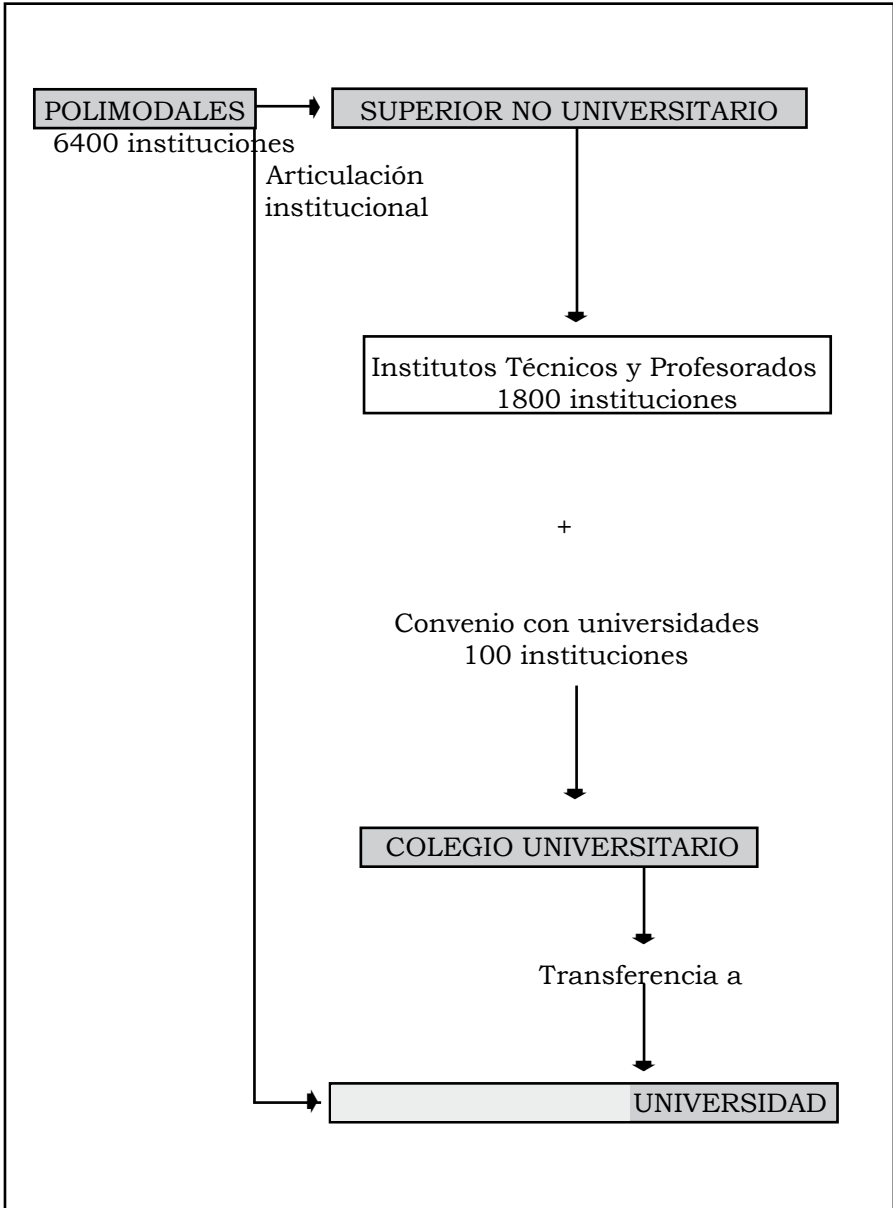 POLIMODALES
SUPERIOR NO UNIVERSITARIO
6400 instituciones
Articulación
institucional
Institutos Técnicos y Profesorados
1800 instituciones
+
Convenio con universidades
100 instituciones
COLEGIO UNIVERSITARIO
Transferencia a
UNIVERSIDAD